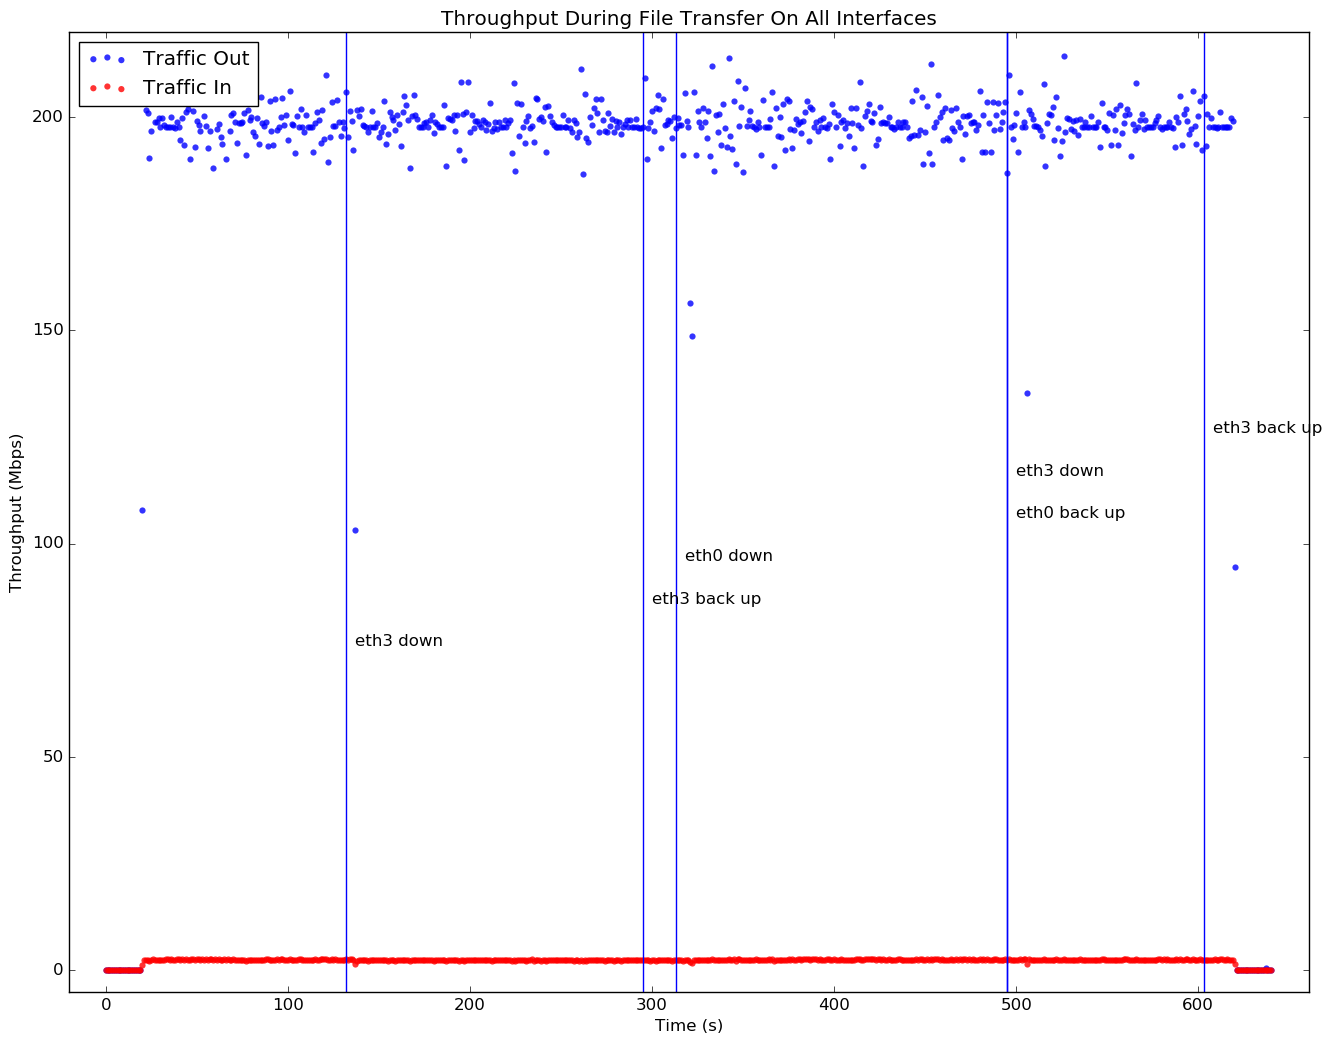 Throughput During File Transfer On All Interfaces
Traffic Out
Traffic In
200
150
100
50
0
Throughput (Mbps)
eth3 back up
eth3 down
eth0 back up
eth0 down
eth3 back up
eth3 down
0 100 200 300 400 500 600
Time (s)